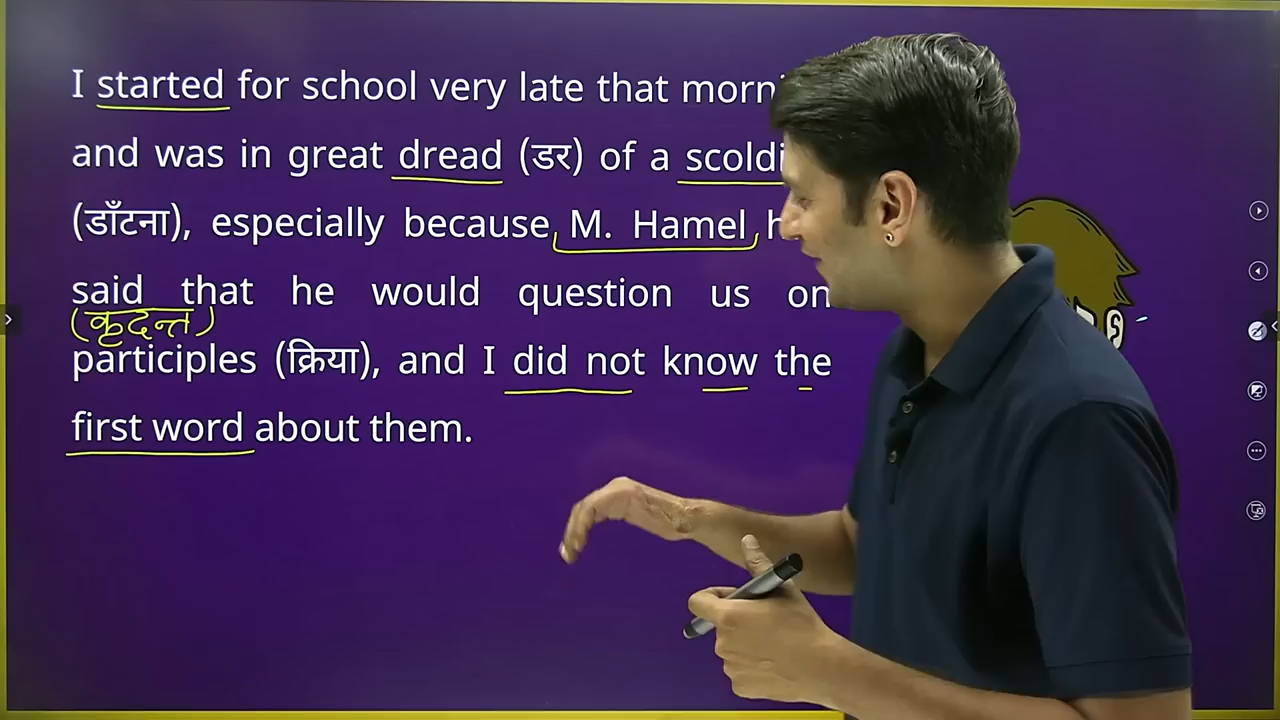 I started for school very late that morni
and was in great dread (डर) of a scoldi
(डाँटना), especially because M. Hamel h
said that he would question us on
(कृदन्त)
participles (क्रिया), and I did not know the
first word about them.